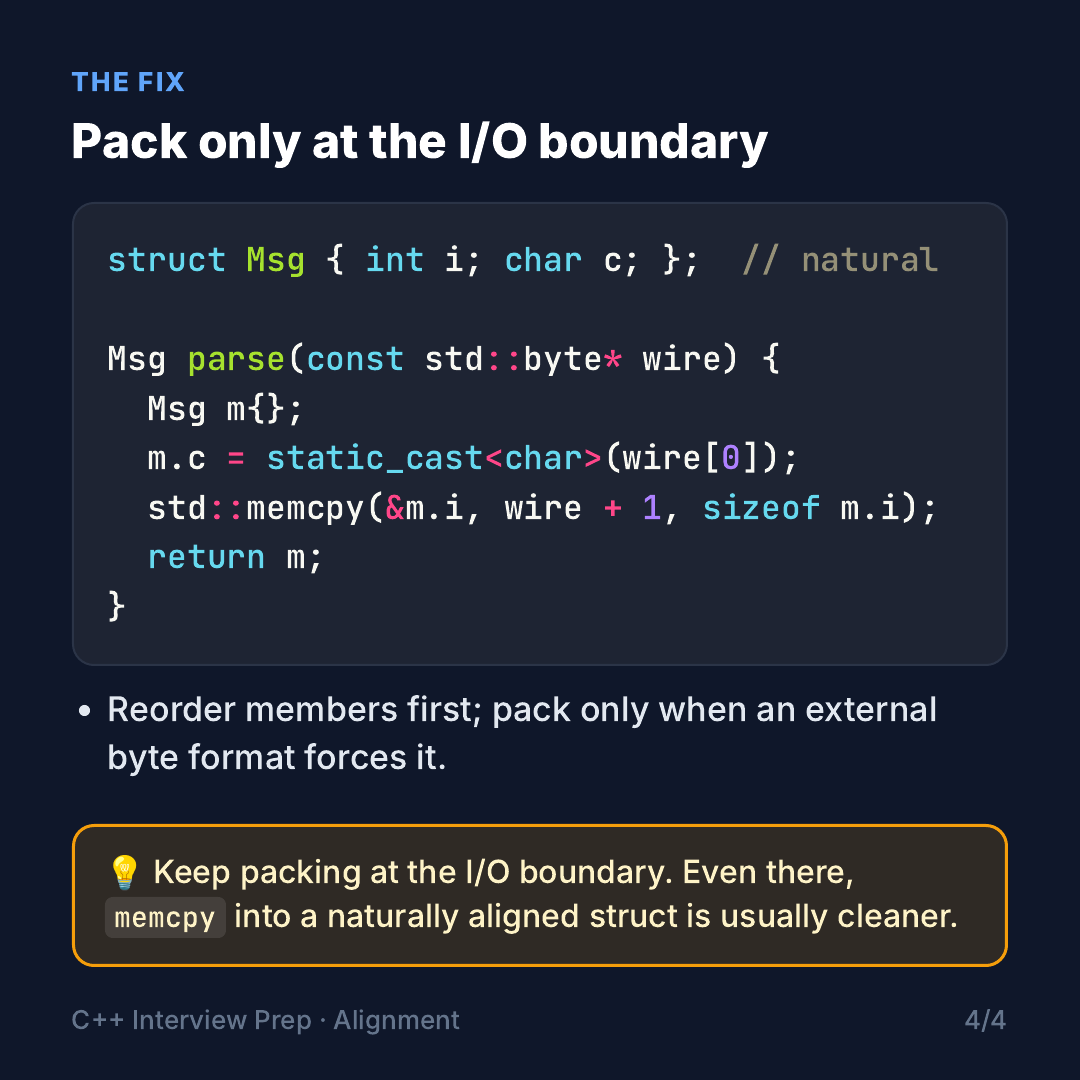 THE FIX
Pack only at the I/O boundary
struct Msg { int i; char c; };  // natural
Msg parse(const std::byte* wire) {
  Msg m{};
  m.c = static_cast<char>(wire[0]);
  std::memcpy(&m.i, wire + 1, sizeof m.i);
  return m;
}
• Reorder members first; pack only when an external
byte format forces it.
💡 Keep packing at the I/O boundary. Even there,
memcpy into a naturally aligned struct is usually cleaner.
C++ Interview Prep · Alignment
4/4